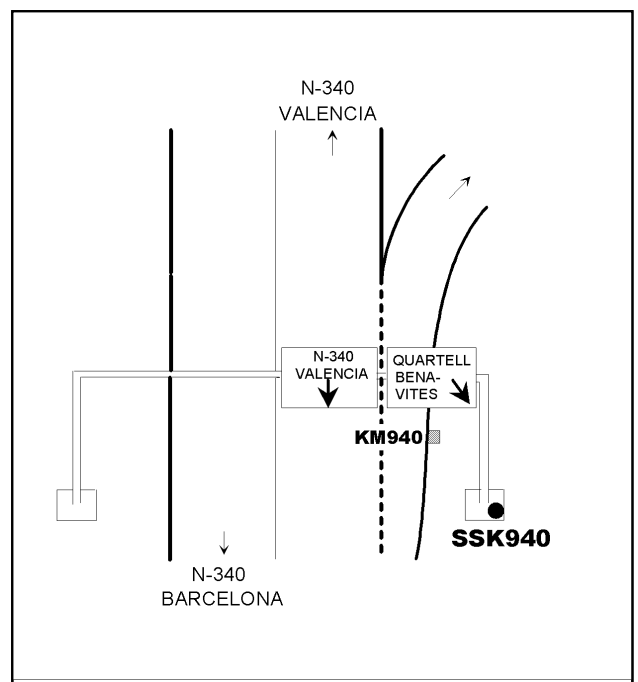 N-340
VALENCIA
N-340
VALENCIA
QUARTELL
BENA-
VITES
KM940
SSK940
N-340
BARCELONA